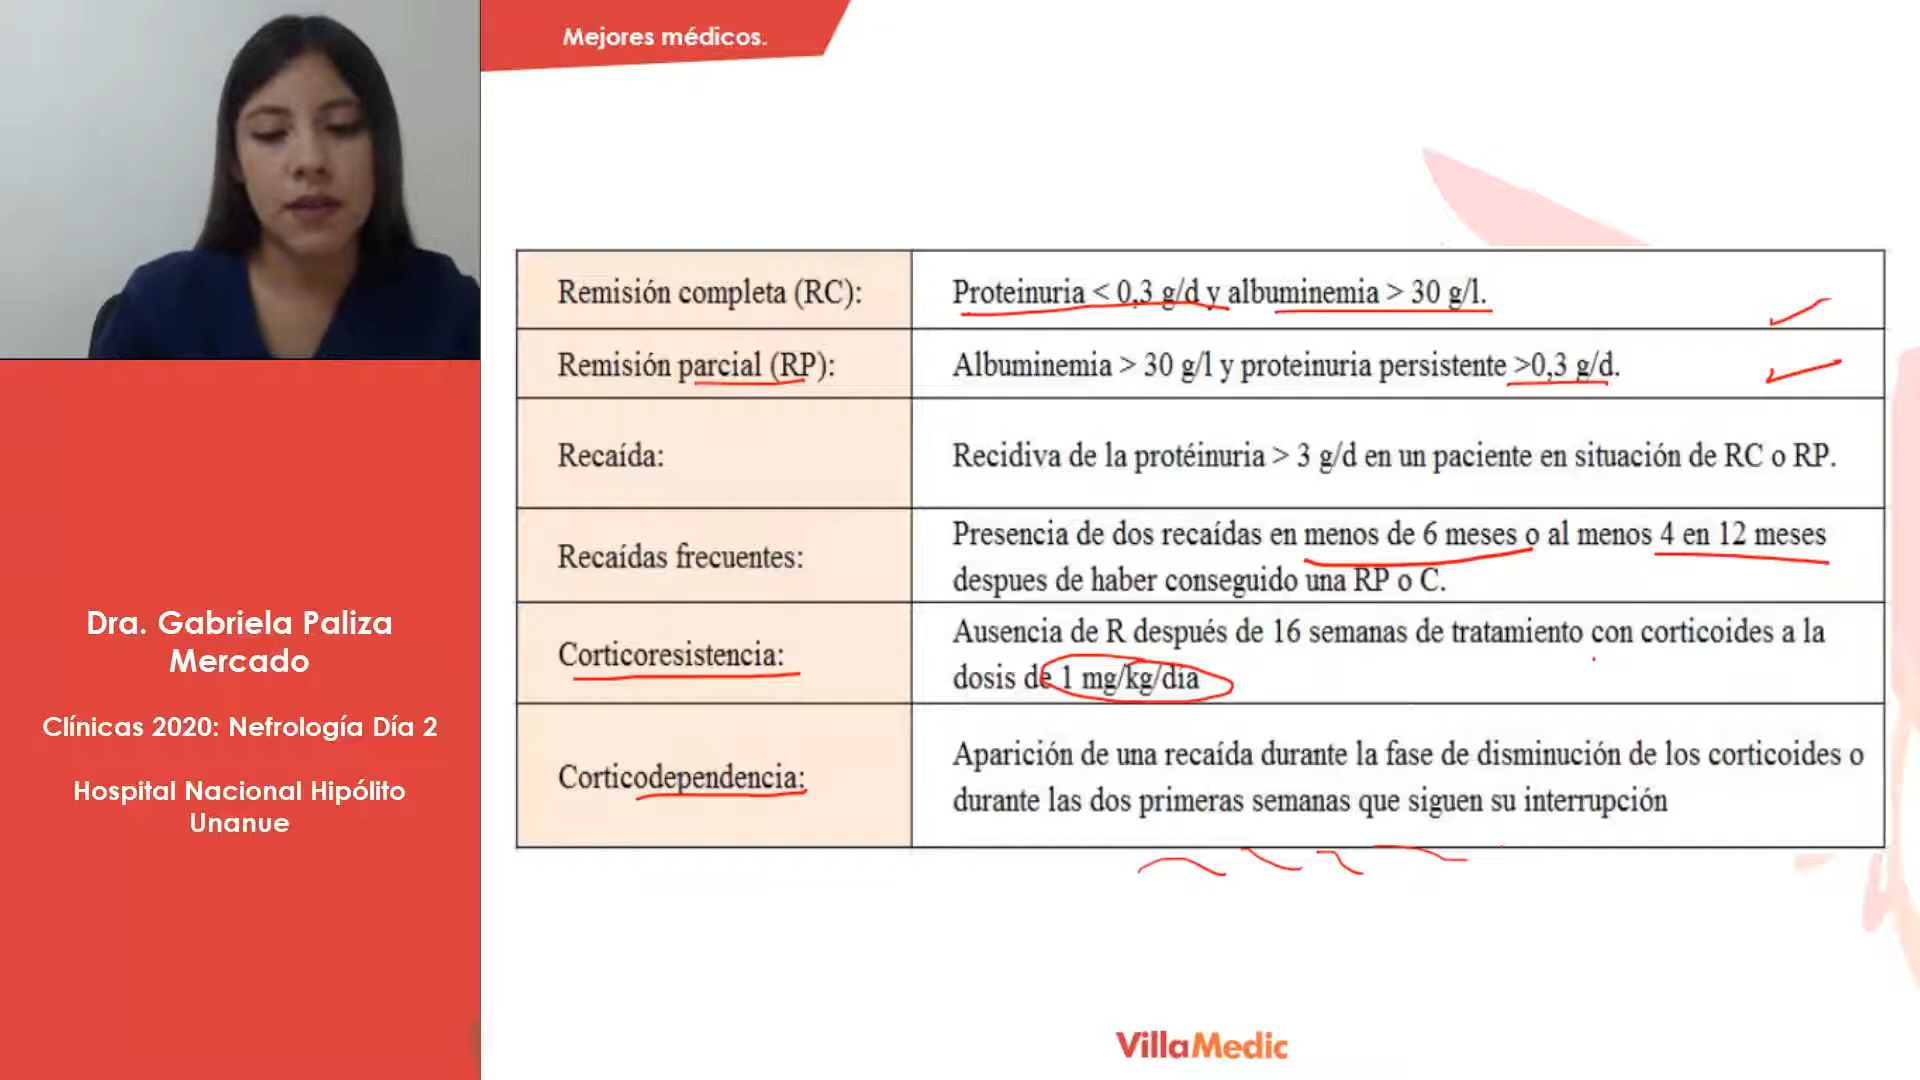 Mejores médicos.
Remisión completa (RC):
Proteinuria < 0,3 g/d y albuminemia > 30 g/l.
Remisión parcial (RP):
Albuminemia > 30 g/l y proteinuria persistente >0,3 g/d.
Recaída:
Recidiva de la protéinuria > 3 g/d en un paciente en situación de RC o RP.
Recaídas frecuentes:
Presencia de dos recaídas en menos de 6 meses o al menos 4 en 12 meses
despues de haber conseguido una RP o C.
Corticoresistencia:
Ausencia de R después de 16 semanas de tratamiento con corticoides a la
dosis de 1 mg/kg/día
Corticodependencia:
Aparición de una recaída durante la fase de disminución de los corticoides o
durante las dos primeras semanas que siguen su interrupción
Dra. Gabriela Paliza
Mercado
Clínicas 2020: Nefrología Día 2
Hospital Nacional Hipólito
Unanue
VillaMedic